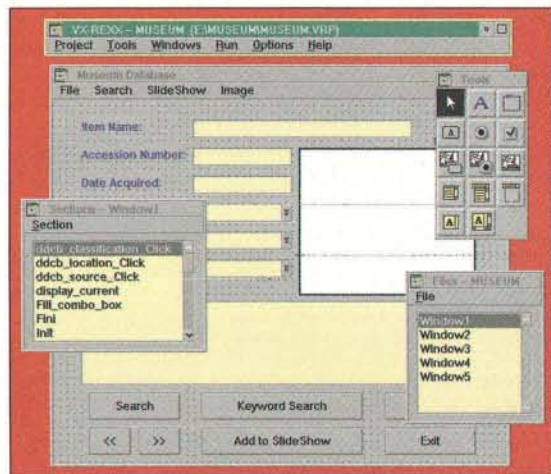 VX-REXX – MUSEUM (E:\MUSEUM\MUSEUM.VRP)
Project Tools Windows Run Options Help
Museum Database
File Search SlideShow Image
Tools
Item Name:
Accession Number:
Date Acquired:
Sections – Window1
Section
ddcb_classification_Click
ddcb_location_Click
ddcb_source_Click
display_current
Fill_combo_box
Fini
Init
Files – MUSEUM
File
Window1
Window2
Window3
Window4
Window5
Search Keyword Search
<< >> Add to SlideShow Exit